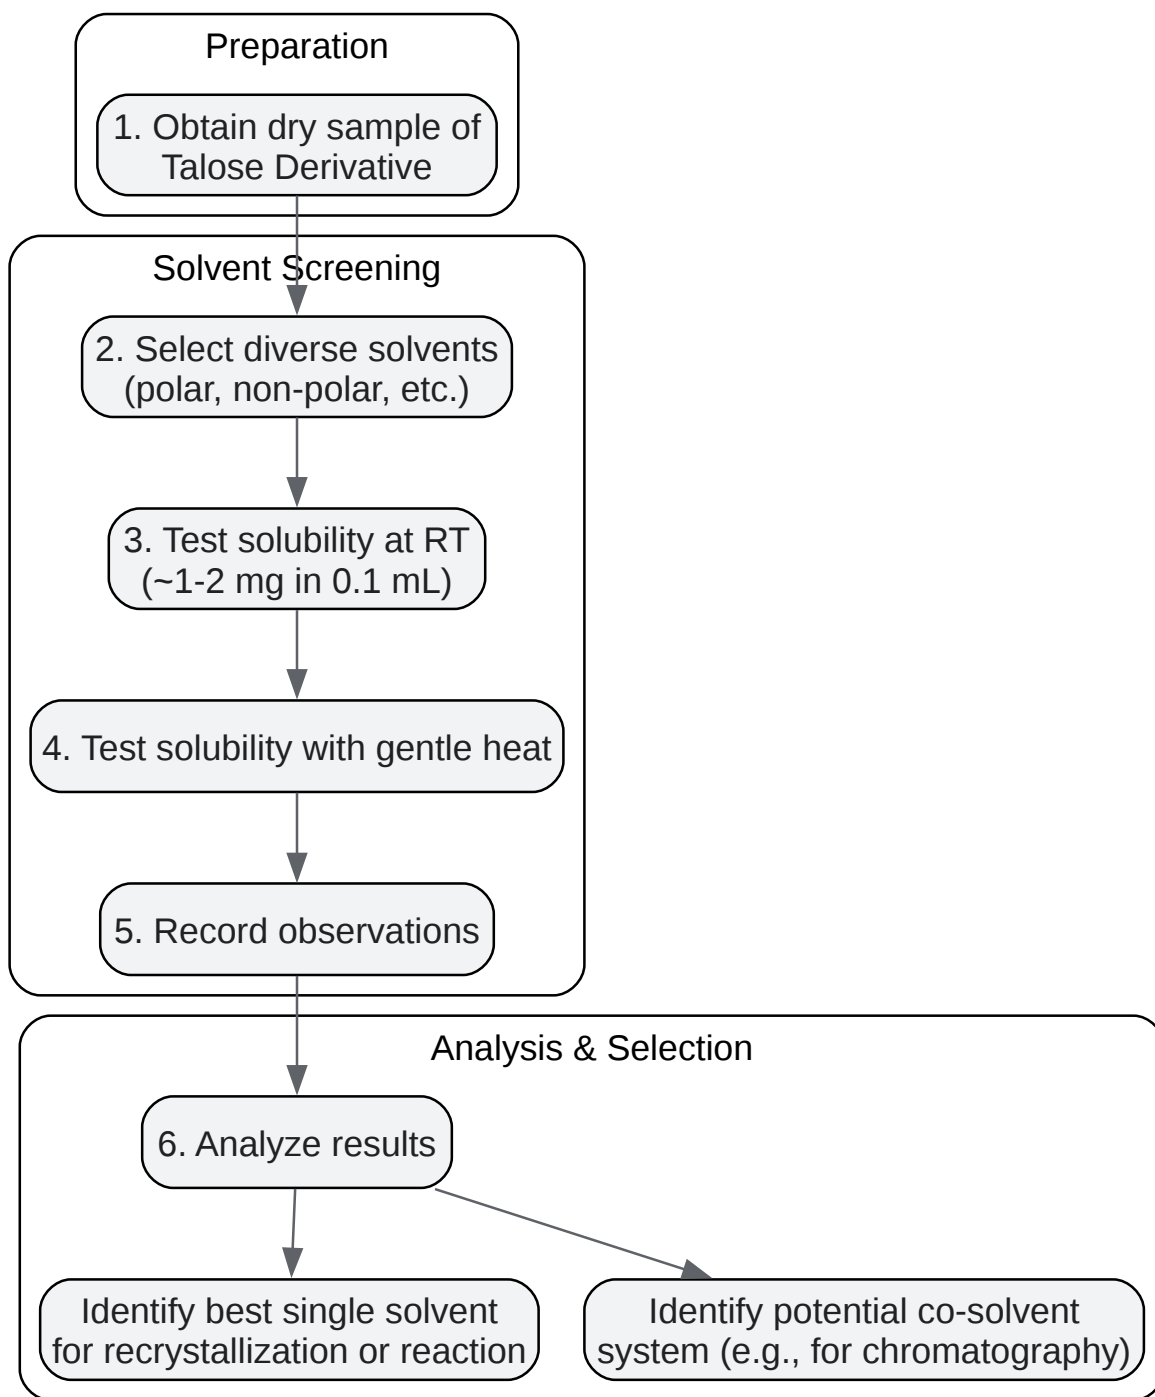 Preparation
1. Obtain dry sample of
Talose Derivative
Solvent Screening
2. Select diverse solvents
(polar, non-polar, etc.)
3. Test solubility at RT
(~1-2 mg in 0.1 mL)
4. Test solubility with gentle heat
5. Record observations
Analysis & Selection
6. Analyze results
Identify best single solvent
for recrystallization or reaction
Identify potential co-solvent
system (e.g., for chromatography)